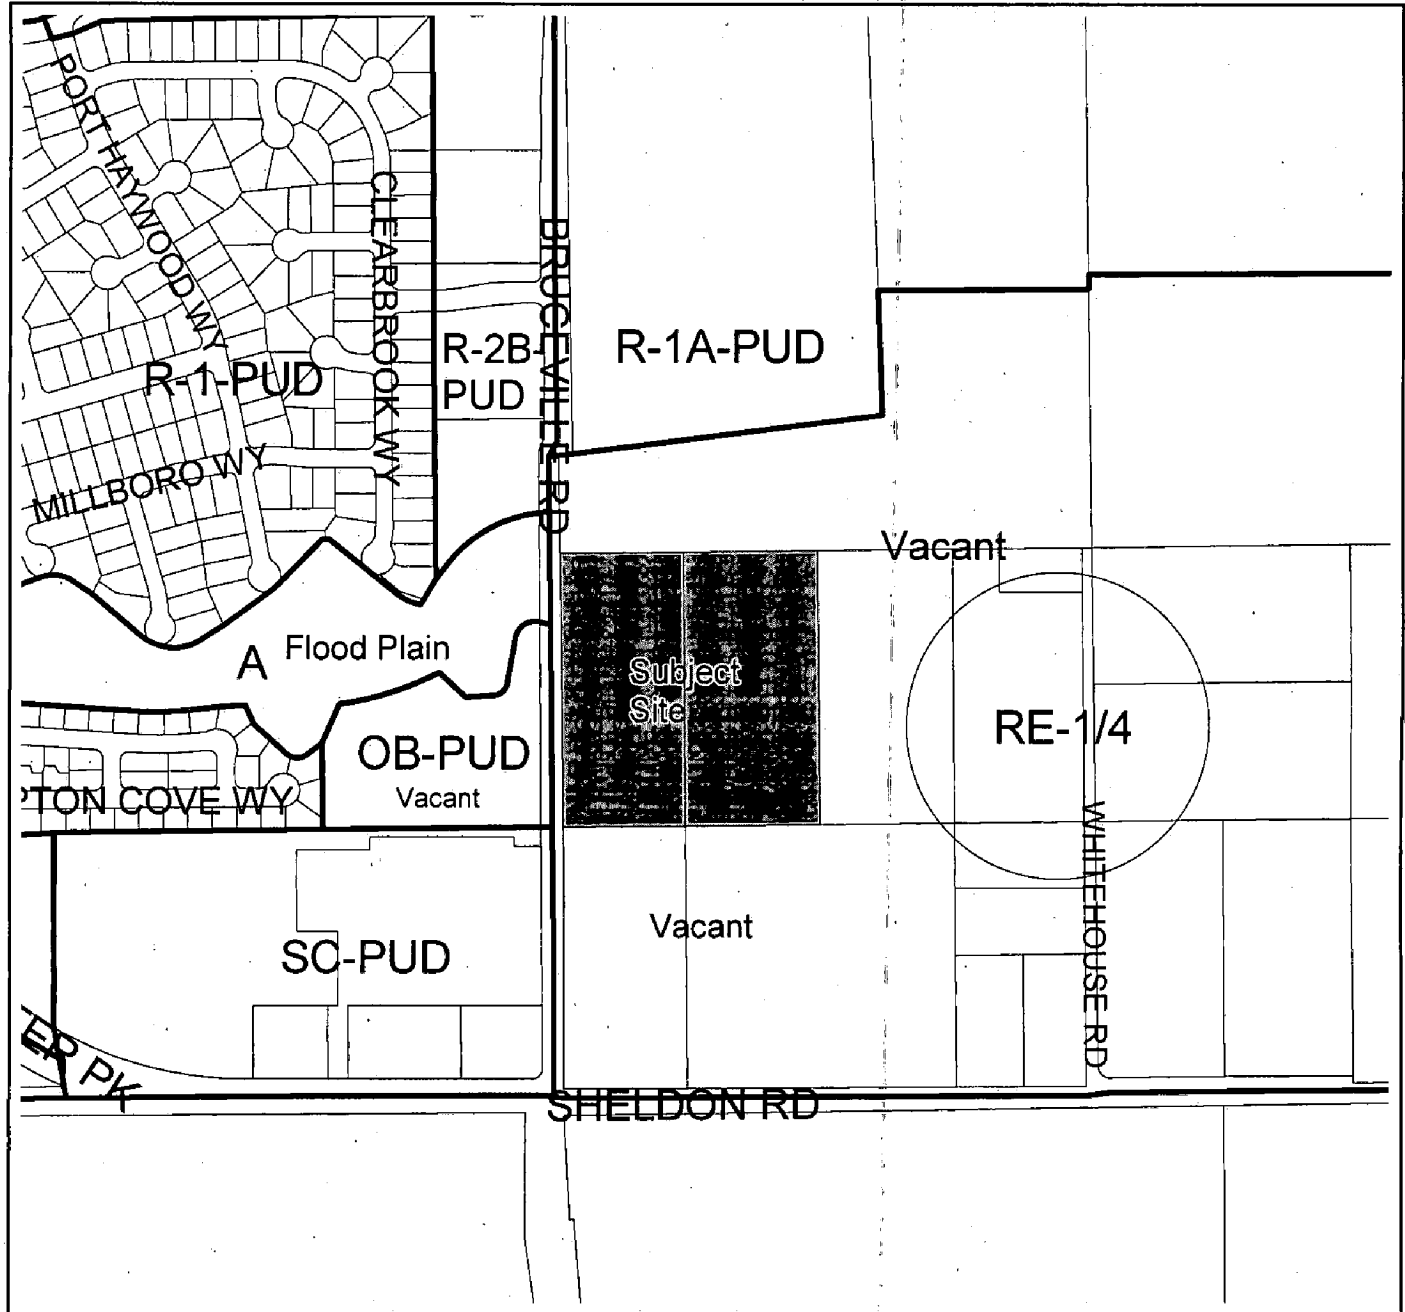 PORT HAYWOOD WY
CLEARBROOK WY
BRUCEVILLE RD
R-1-PUD
R-2B-
PUD
R-1A-PUD
MILLBORO WY
Vacant
A
Flood Plain
Subject
Site
RE-1/4
OB-PUD
Vacant
PTON COVE WY
WHITEHOUSE RD
SC-PUD
Vacant
ER PK
SHELDON RD